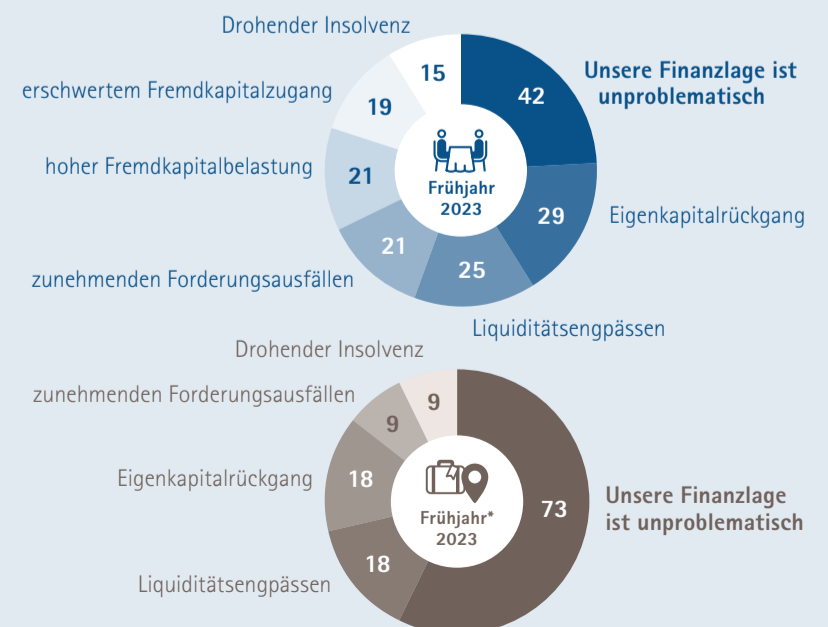 Drohender Insolvenz
15
42
Unsere Finanzlage ist
unproblematisch
erschwertem Fremdkapitalzugang
19
hoher Fremdkapitalbelastung
21
Frühjahr
2023
29
Eigenkapitalrückgang
zunehmenden Forderungsausfällen
21
25
Liquiditätsengpässen
Drohender Insolvenz
9
zunehmenden Forderungsausfällen
9
Eigenkapitalrückgang
18
Frühjahr*
2023
73
Unsere Finanzlage
ist unproblematisch
Liquiditätsengpässen
18